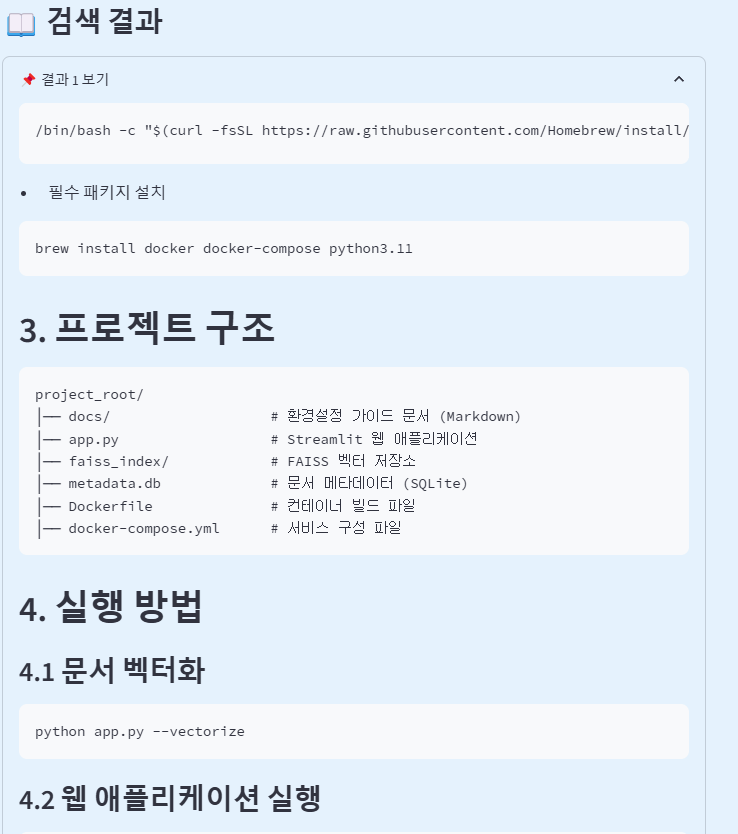 📖 검색 결과
📌 결과 1 보기
/bin/bash -c "$(curl -fsSL https://raw.githubusercontent.com/Homebrew/install/
• 필수 패키지 설치
brew install docker docker-compose python3.11
3. 프로젝트 구조
project_root/
│── docs/ # 환경설정 가이드 문서 (Markdown)
│── app.py # Streamlit 웹 애플리케이션
│── faiss_index/ # FAISS 벡터 저장소
│── metadata.db # 문서 메타데이터 (SQLite)
│── Dockerfile # 컨테이너 빌드 파일
│── docker-compose.yml # 서비스 구성 파일
4. 실행 방법
4.1 문서 벡터화
python app.py --vectorize
4.2 웹 애플리케이션 실행